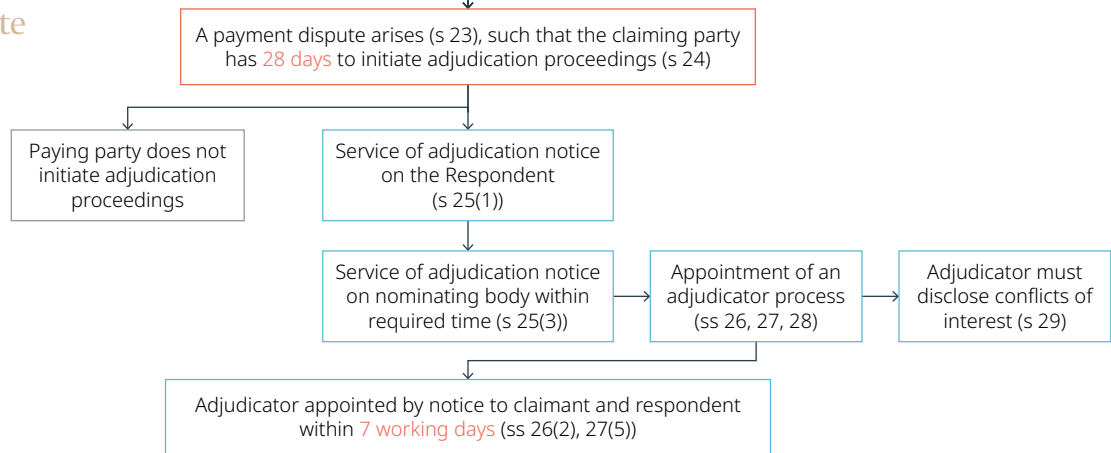 te
A payment dispute arises (s 23), such that the claiming party
has 28 days to initiate adjudication proceedings (s 24)
Paying party does not
initiate adjudication
proceedings
Service of adjudication notice
on the Respondent
(s 25(1))
Service of adjudication notice
on nominating body within
required time (s 25(3))
Appointment of an
adjudicator process
(ss 26, 27, 28)
Adjudicator must
disclose conflicts of
interest (s 29)
Adjudicator appointed by notice to claimant and respondent
within 7 working days (ss 26(2), 27(5))